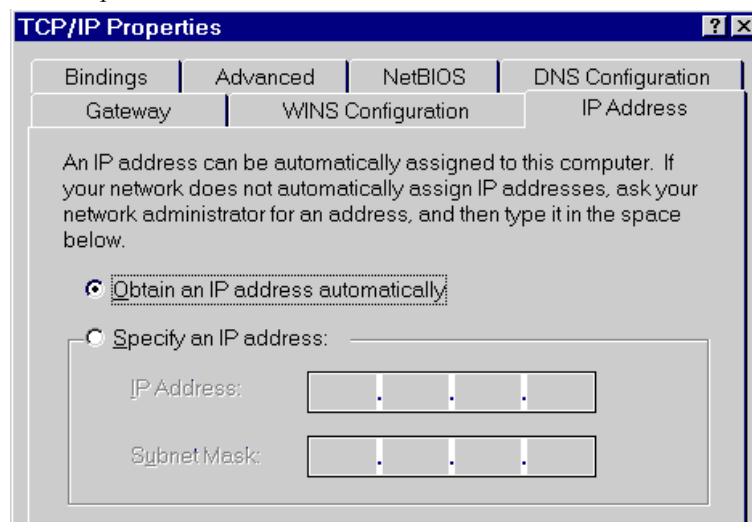 TCP/IP Properties
Bindings Advanced NetBIOS DNS Configuration
Gateway WINS Configuration IP Address
An IP address can be automatically assigned to this computer. If
your network does not automatically assign IP addresses, ask your
network administrator for an address, and then type it in the space
below.
Obtain an IP address automatically
Specify an IP address:
IP Address:
Subnet Mask: